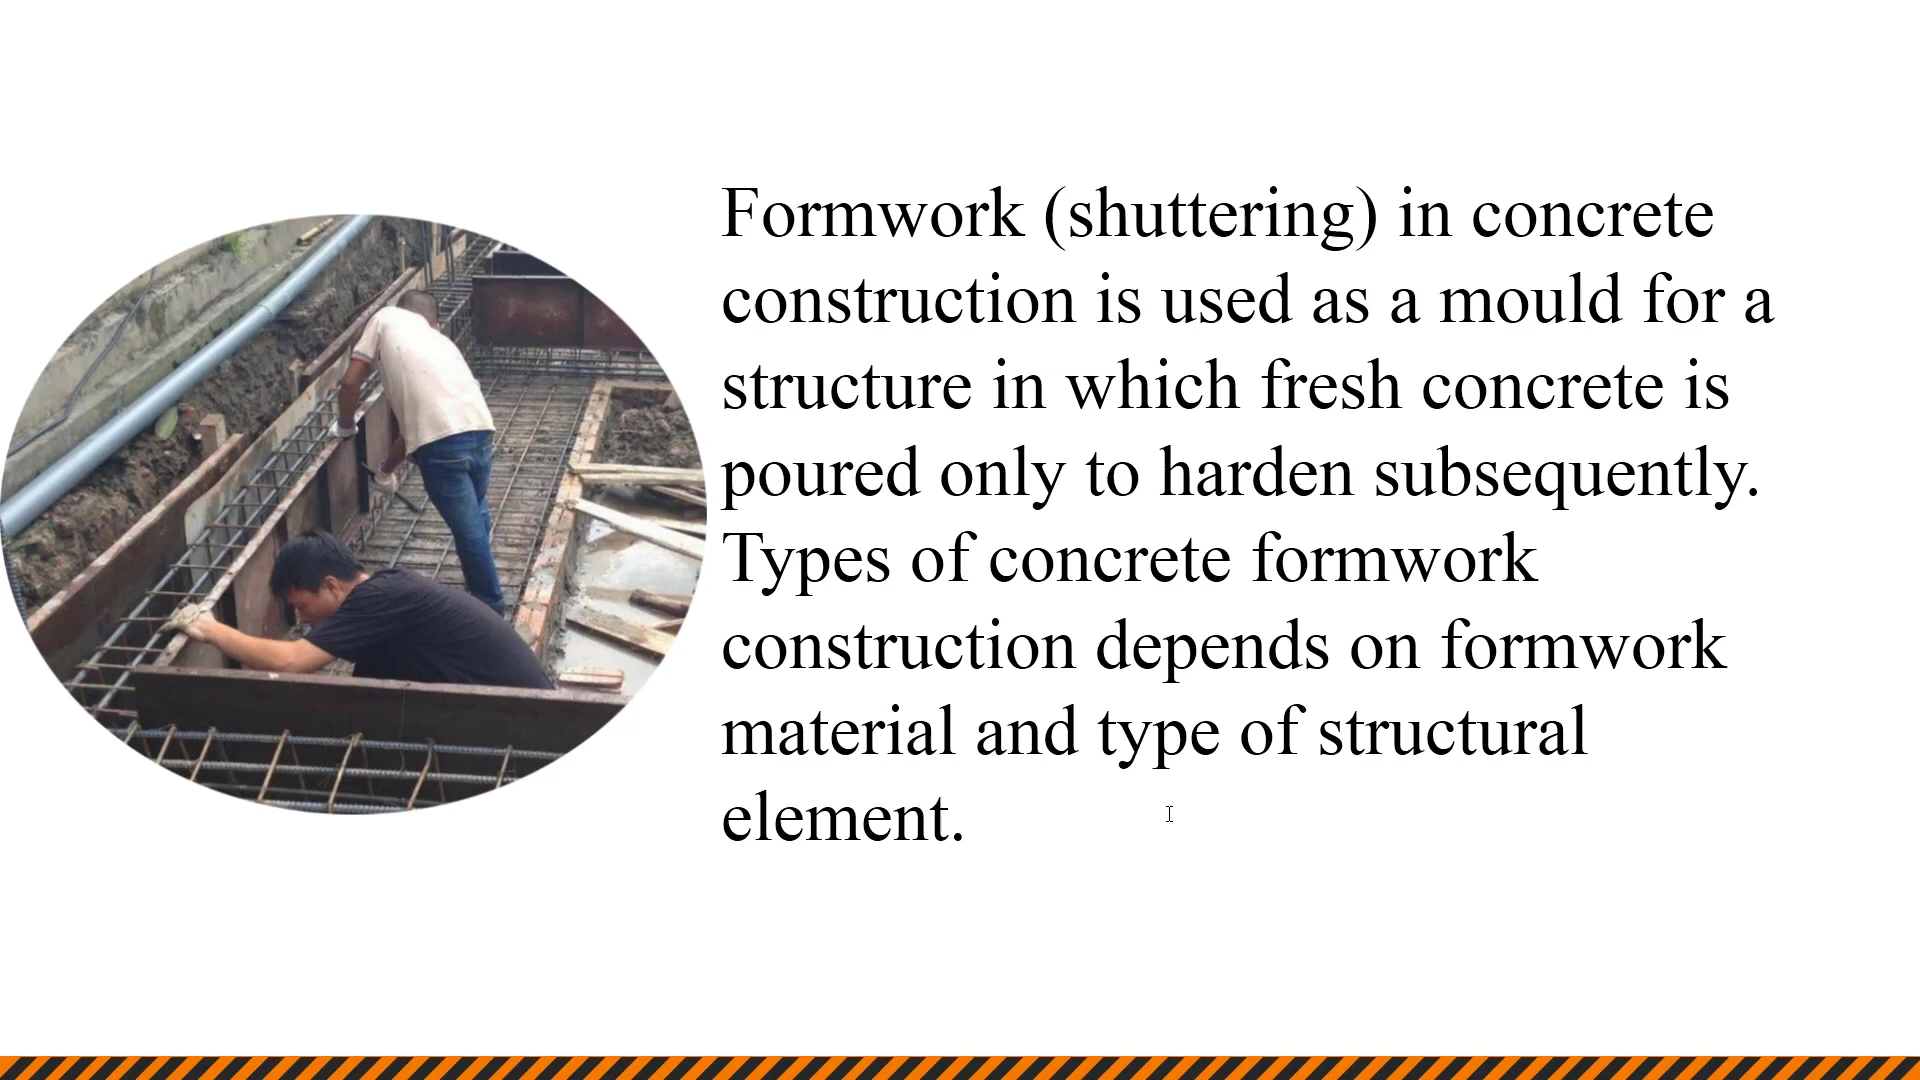 Formwork (shuttering) in concrete
construction is used as a mould for a
structure in which fresh concrete is
poured only to harden subsequently.
Types of concrete formwork
construction depends on formwork
material and type of structural
element.